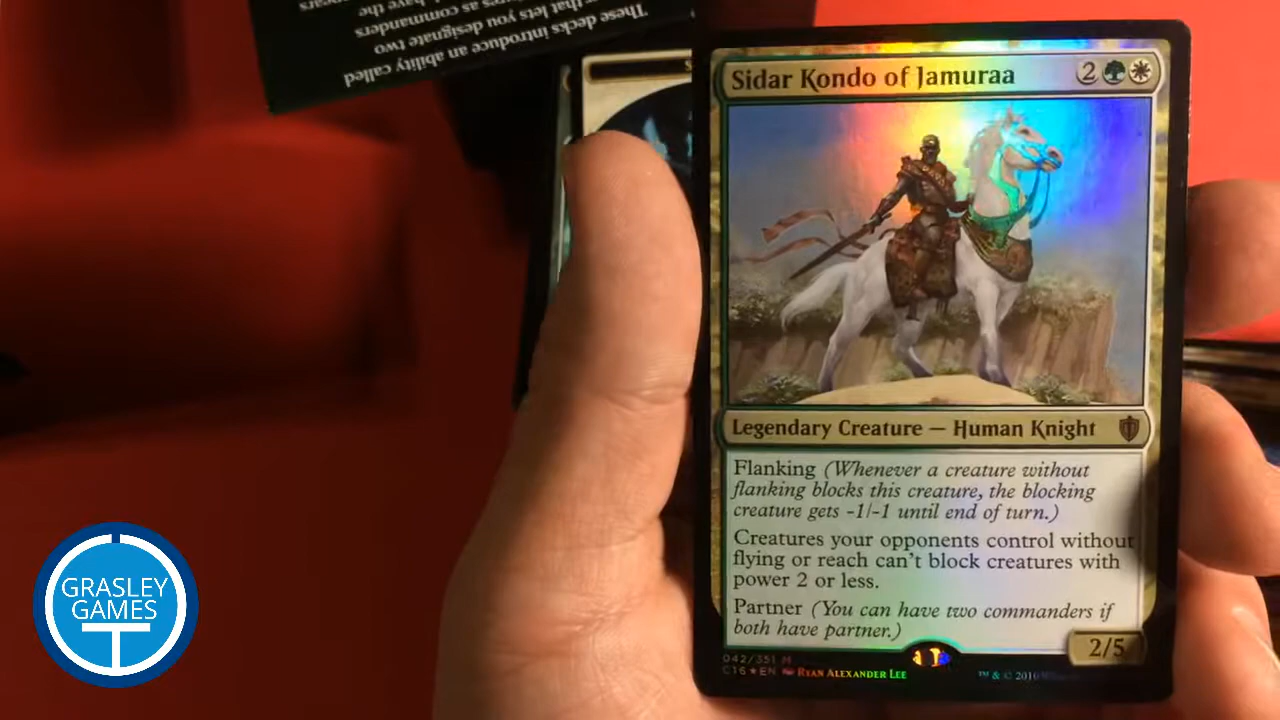 These decks introduce an ability called
that lets you designate two
as commanders
have the
Sidar Kondo of Jamuraa
2
Legendary Creature — Human Knight
Flanking (Whenever a creature without
flanking blocks this creature, the blocking
creature gets -1/-1 until end of turn.)
Creatures your opponents control without
flying or reach can't block creatures with
power 2 or less.
Partner (You can have two commanders if
both have partner.)
2/5
042/351 M
C16★EN RYAN ALEXANDER LEE
™ & © 2016
GRASLEY
GAMES